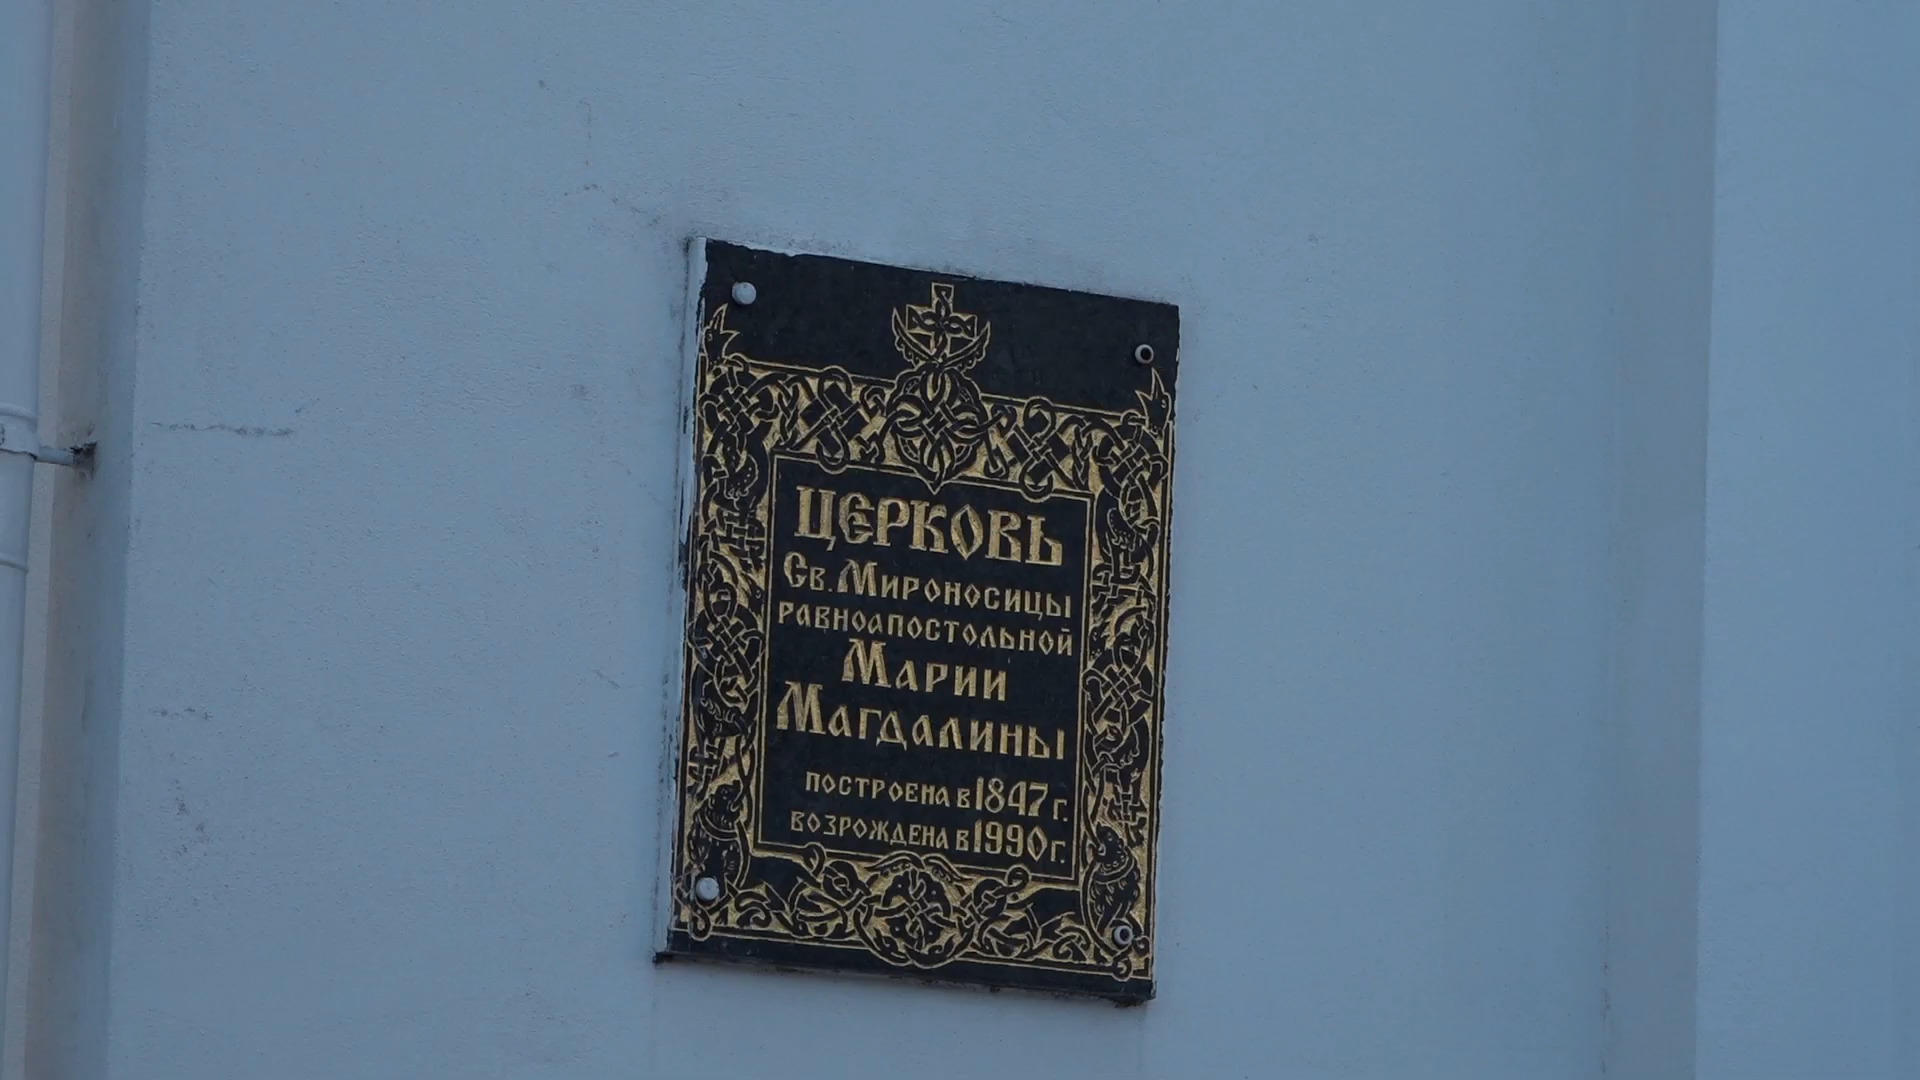 Церковь
Св. Мироносицы
равноапостольной
Марии
Магдалины
построена в 1847 г.
возрождена в 1990 г.